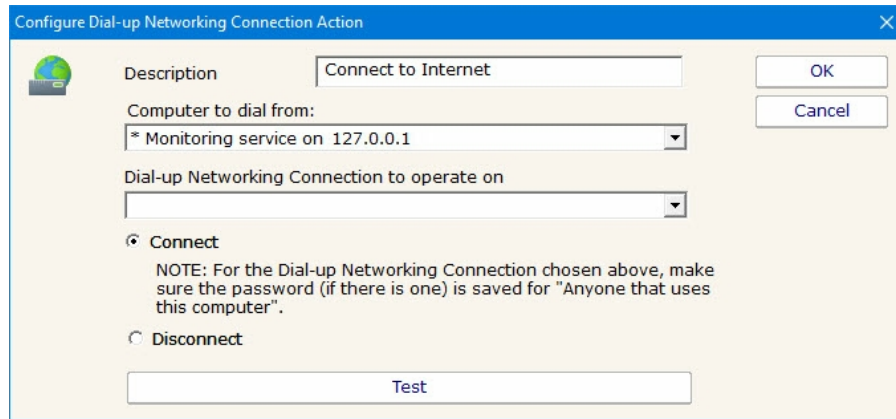 Configure Dial-up Networking Connection Action
Description
Connect to Internet
OK
Computer to dial from:
Cancel
* Monitoring service on 127.0.0.1
Dial-up Networking Connection to operate on
Connect
NOTE: For the Dial-up Networking Connection chosen above, make
sure the password (if there is one) is saved for "Anyone that uses
this computer".
Disconnect
Test